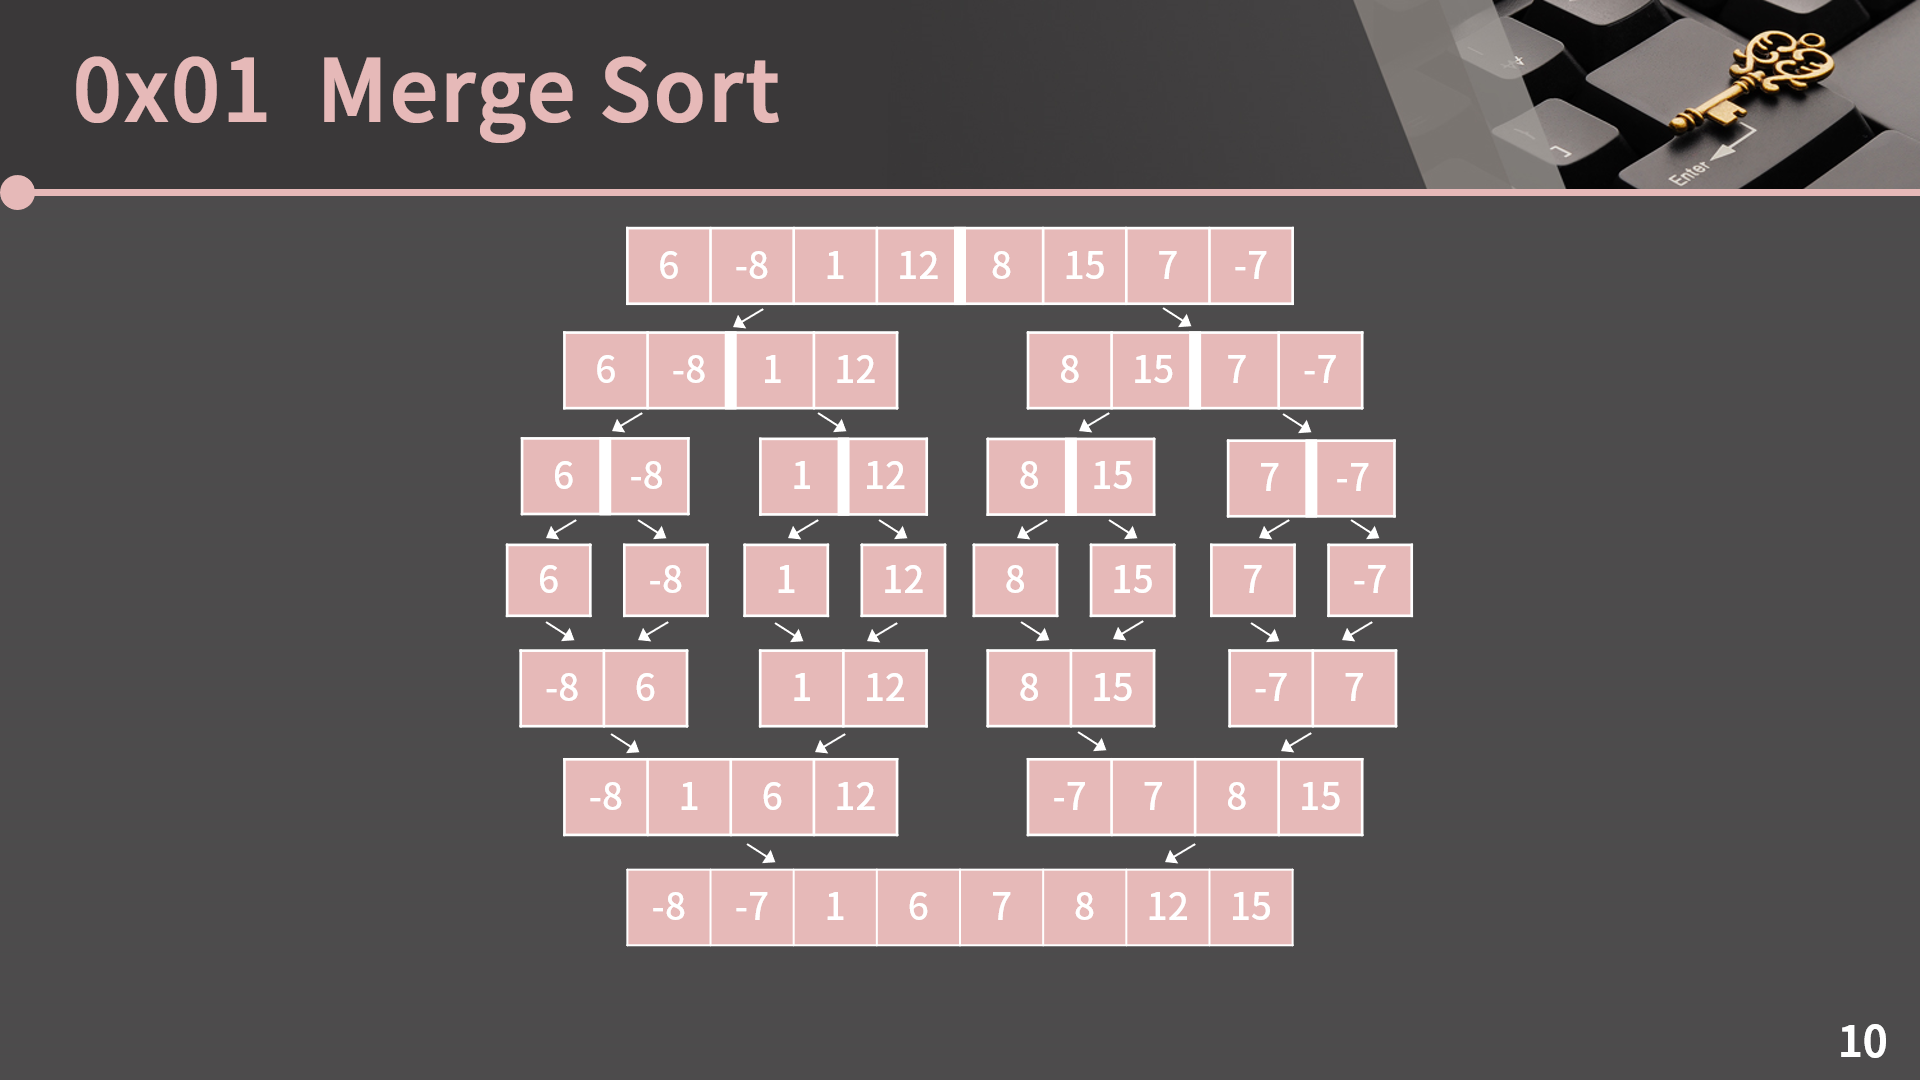 0x01 Merge Sort
Enter
6 -8 1 12 8 15 7 -7
6 -8 1 12 8 15 7 -7
6 -8 1 12 8 15 7 -7
6 -8 1 12 8 15 7 -7
-8 6 1 12 8 15 -7 7
-8 1 6 12 -7 7 8 15
-8 -7 1 6 7 8 12 15
10